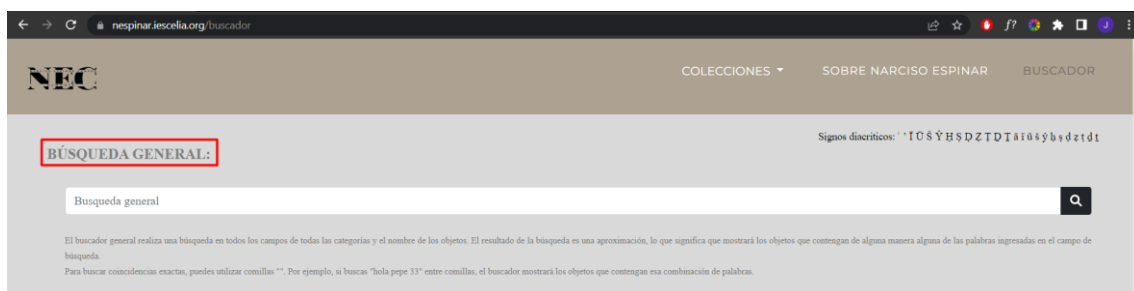 nespinar.iescelia.org/buscador
f?
J
NEC
COLECCIONES
SOBRE NARCISO ESPINAR
BUSCADOR
BÚSQUEDA GENERAL:
Busqueda general
El buscador general realiza una búsqueda en todos los campos de todas las categorías y el nombre de los objetos. El resultado de la búsqueda es una aproximación, lo que significa que mostrará los objetos que contengan de alguna manera alguna de las palabras ingresadas en el campo de
búsqueda.
Para buscar coincidencias exactas, puedes utilizar comillas "". Por ejemplo, si buscas "hola pepe 33" entre comillas, el buscador mostrará los objetos que contengan esa combinación de palabras.
Signos diacríticos: